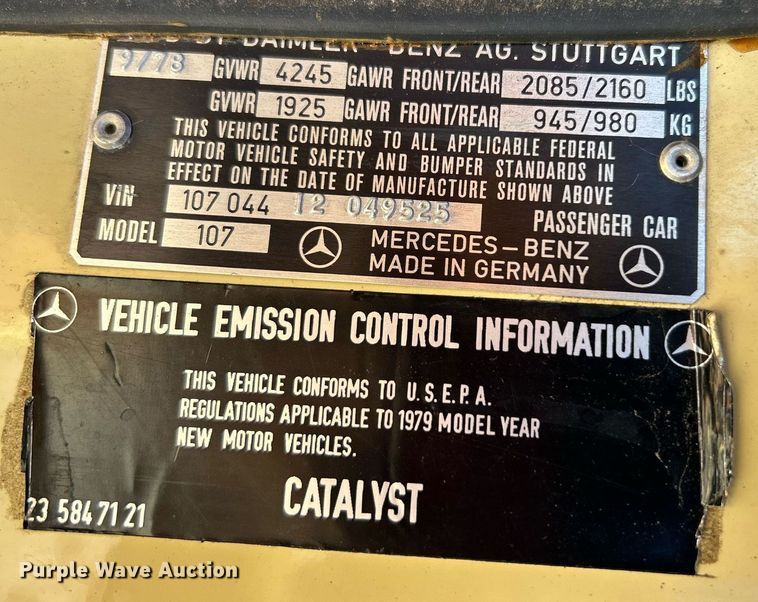 BY DAIMLER-BENZ AG. STUTTGART
9/78 GVWR 4245 GAWR FRONT/REAR 2085/2160 LBS
GVWR 1925 GAWR FRONT/REAR 945/980 KG
THIS VEHICLE CONFORMS TO ALL APPLICABLE FEDERAL
MOTOR VEHICLE SAFETY AND BUMPER STANDARDS IN
EFFECT ON THE DATE OF MANUFACTURE SHOWN ABOVE
VIN 107 044 12 049525 PASSENGER CAR
MODEL 107 MERCEDES-BENZ
MADE IN GERMANY
VEHICLE EMISSION CONTROL INFORMATION
THIS VEHICLE CONFORMS TO U.S.E.P.A.
REGULATIONS APPLICABLE TO 1979 MODEL YEAR
NEW MOTOR VEHICLES.
CATALYST
23 584 71 21
Purple Wave Auction